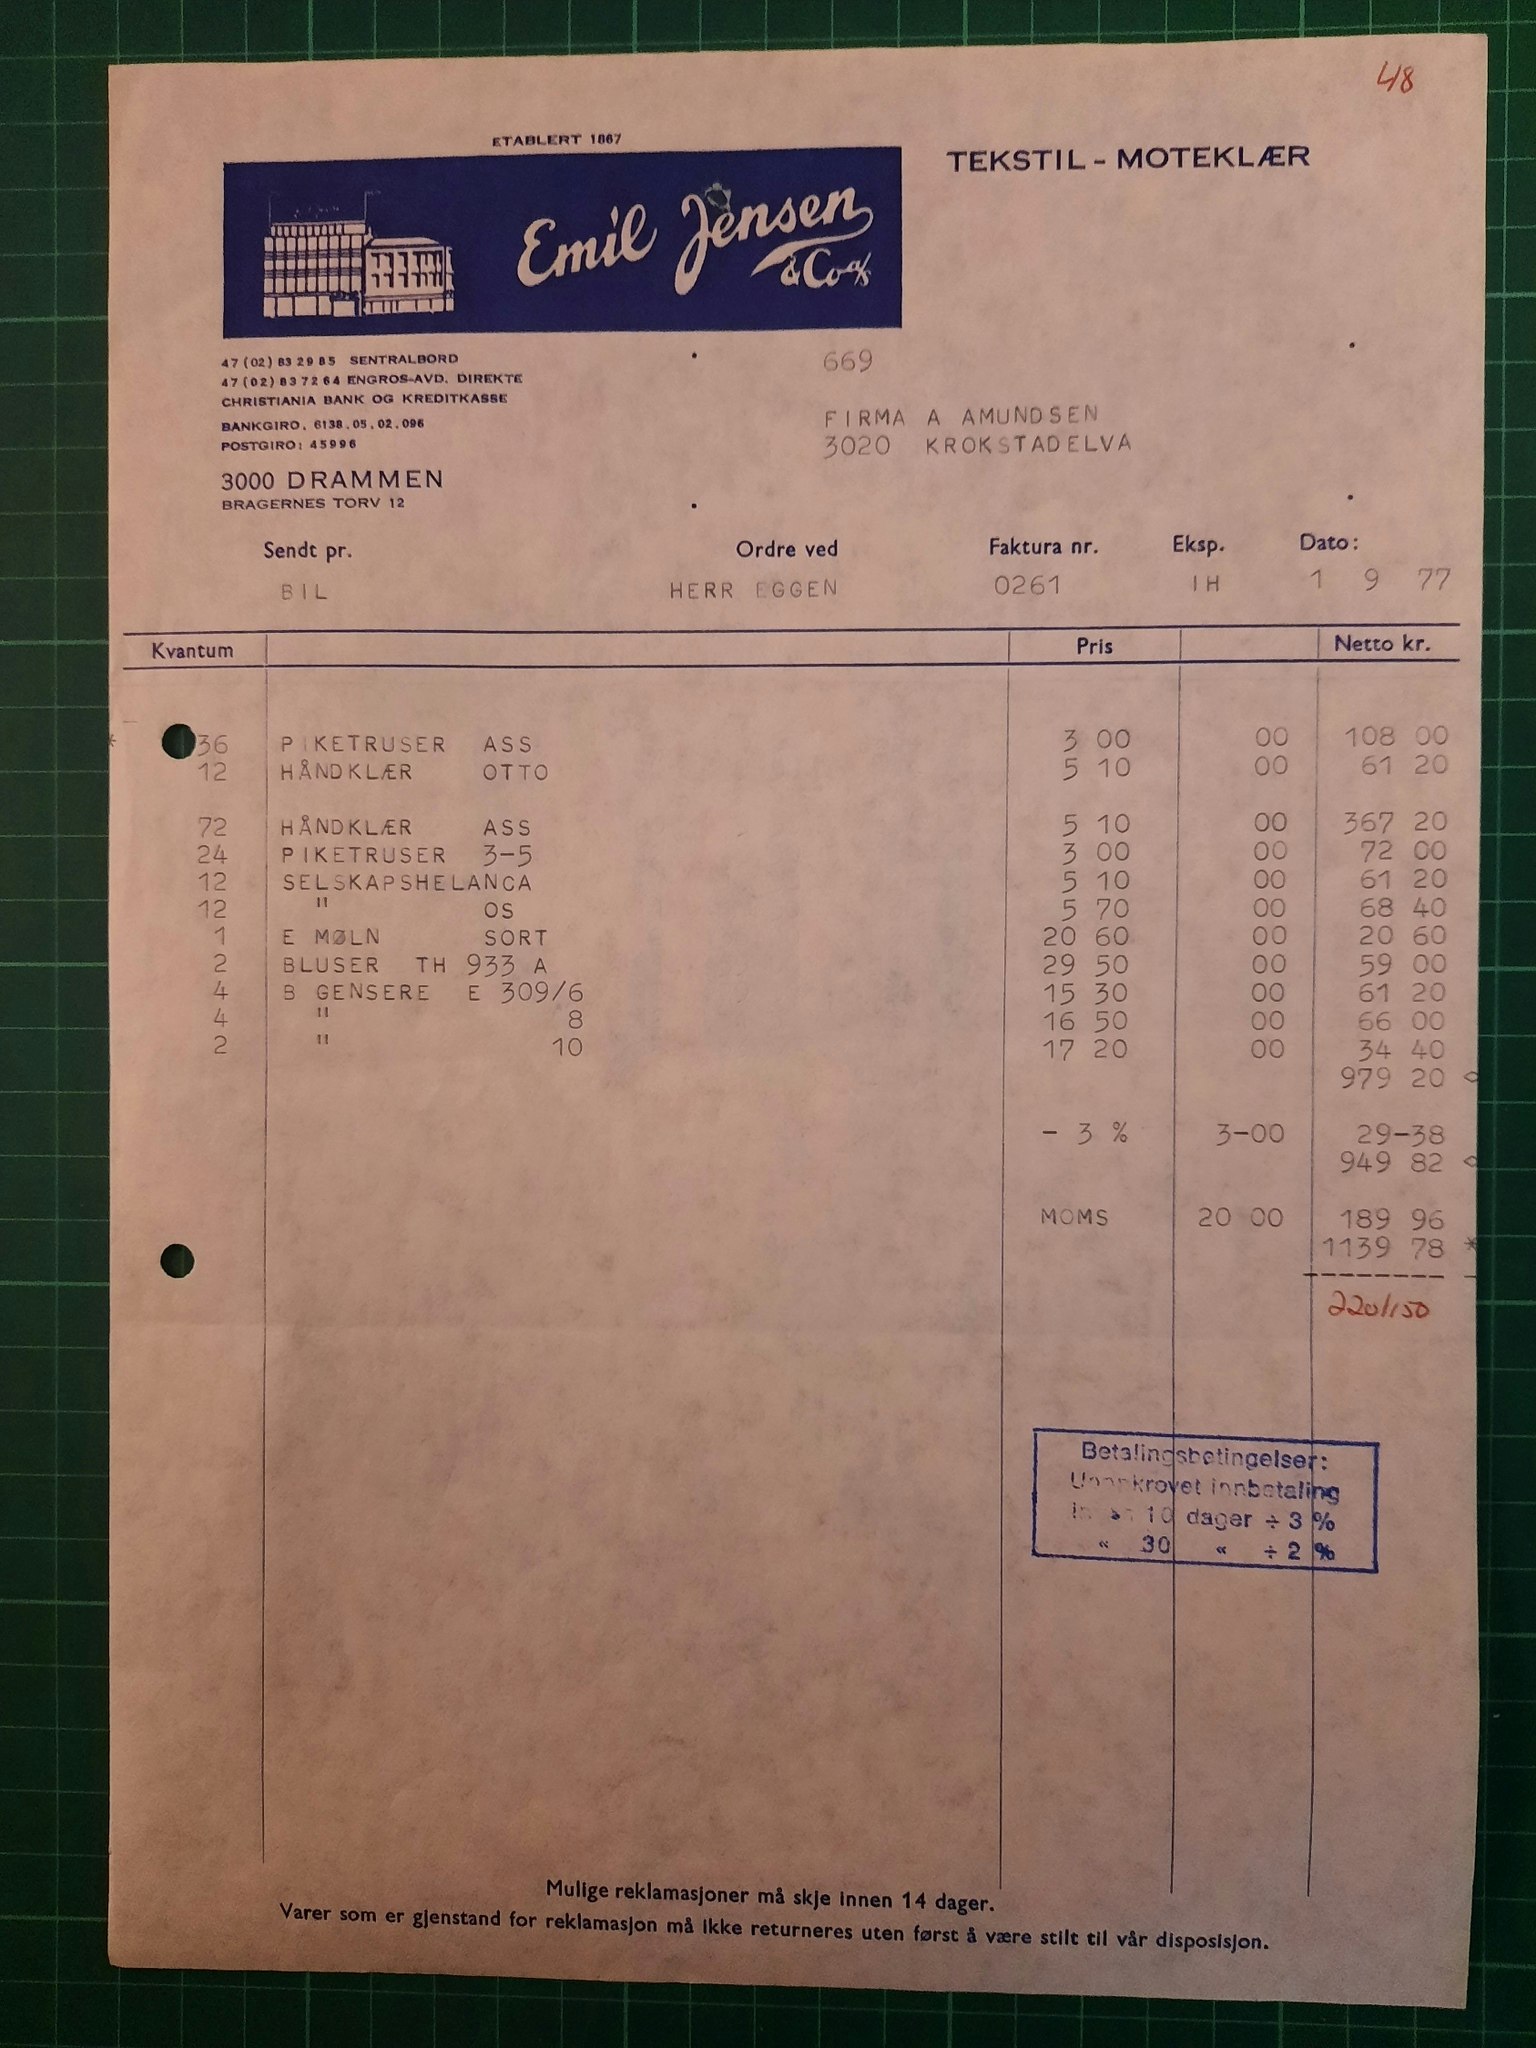 48
ETABLERT 1867
Emil Jensen
& Co a/s
TEKSTIL - MOTEKLÆR
47 (02) 83 29 85 SENTRALBORD
47 (02) 83 72 64 ENGROS-AVD. DIREKTE
CHRISTIANIA BANK OG KREDITKASSE
BANKGIRO. 6138.05.02.096
POSTGIRO: 45996
3000 DRAMMEN
BRAGERNES TORV 12
669
FIRMA A AMUNDSEN
3020 KROKSTADELVA
Sendt pr. Ordre ved Faktura nr. Eksp. Dato:
BIL HERR EGGEN 0261 IH 1 9 77
Kvantum Pris Netto kr.
* 36 PIKETRUSER ASS 3 00 00 108 00
12 HÅNDKLÆR OTTO 5 10 00 61 20
72 HÅNDKLÆR ASS 5 10 00 367 20
24 PIKETRUSER 3-5 3 00 00 72 00
12 SELSKAPSHELANCA 5 10 00 61 20
12 " OS 5 70 00 68 40
1 E MØLN SORT 20 60 00 20 60
2 BLUSER TH 933 A 29 50 00 59 00
4 B GENSERE E 309/6 15 30 00 61 20
4 " 8 16 50 00 66 00
2 " 10 17 20 00 34 40
979 20 ◇
- 3 % 3-00 29-38
949 82 ◇
MOMS 20 00 189 96
1139 78 *
220/150
Betalingsbetingelser:
innbetaling
10 dager ÷ 3 %
« 30 « ÷ 2 %
Mulige reklamasjoner må skje innen 14 dager.
Varer som er gjenstand for reklamasjon må ikke returneres uten først å være stilt til vår disposisjon.